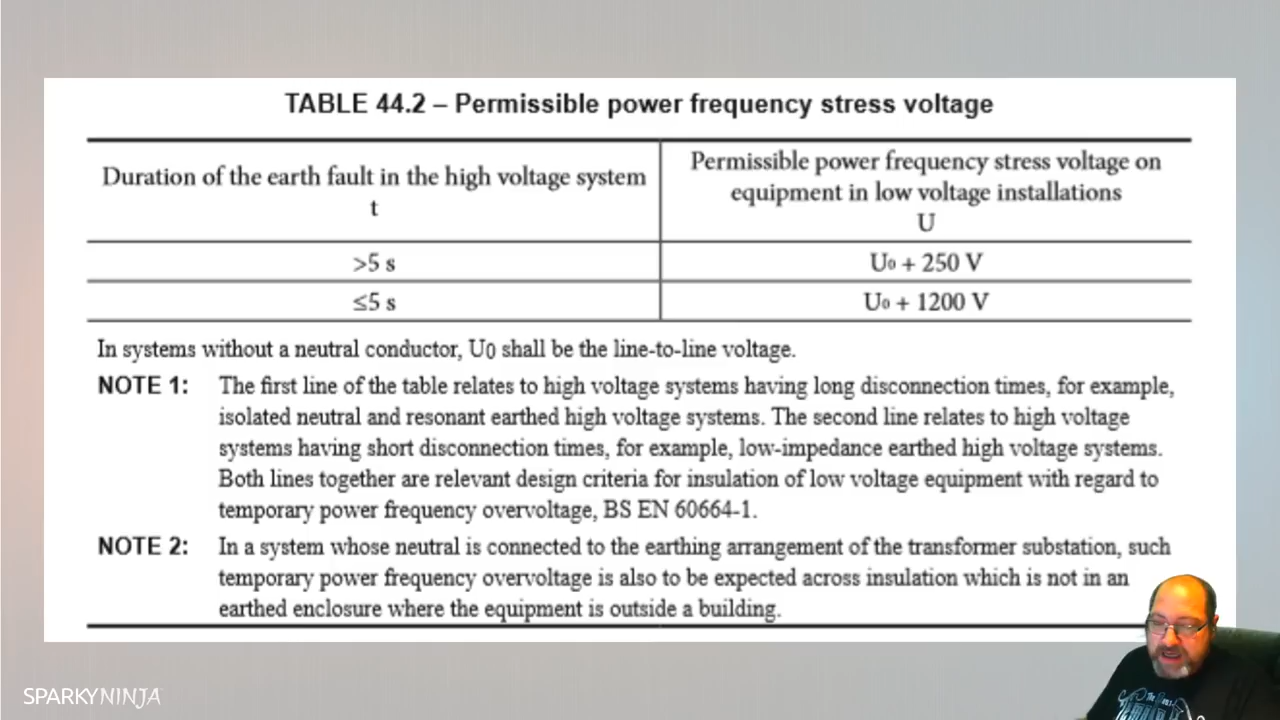 TABLE 44.2 – Permissible power frequency stress voltage
Duration of the earth fault in the high voltage system
t
Permissible power frequency stress voltage on
equipment in low voltage installations
U
>5 s
U₀ + 250 V
≤5 s
U₀ + 1200 V
In systems without a neutral conductor, U₀ shall be the line-to-line voltage.
NOTE 1: The first line of the table relates to high voltage systems having long disconnection times, for example,
isolated neutral and resonant earthed high voltage systems. The second line relates to high voltage
systems having short disconnection times, for example, low-impedance earthed high voltage systems.
Both lines together are relevant design criteria for insulation of low voltage equipment with regard to
temporary power frequency overvoltage, BS EN 60664-1.
NOTE 2: In a system whose neutral is connected to the earthing arrangement of the transformer substation, such
temporary power frequency overvoltage is also to be expected across insulation which is not in an
earthed enclosure where the equipment is outside a building.
SPARKYNINJA